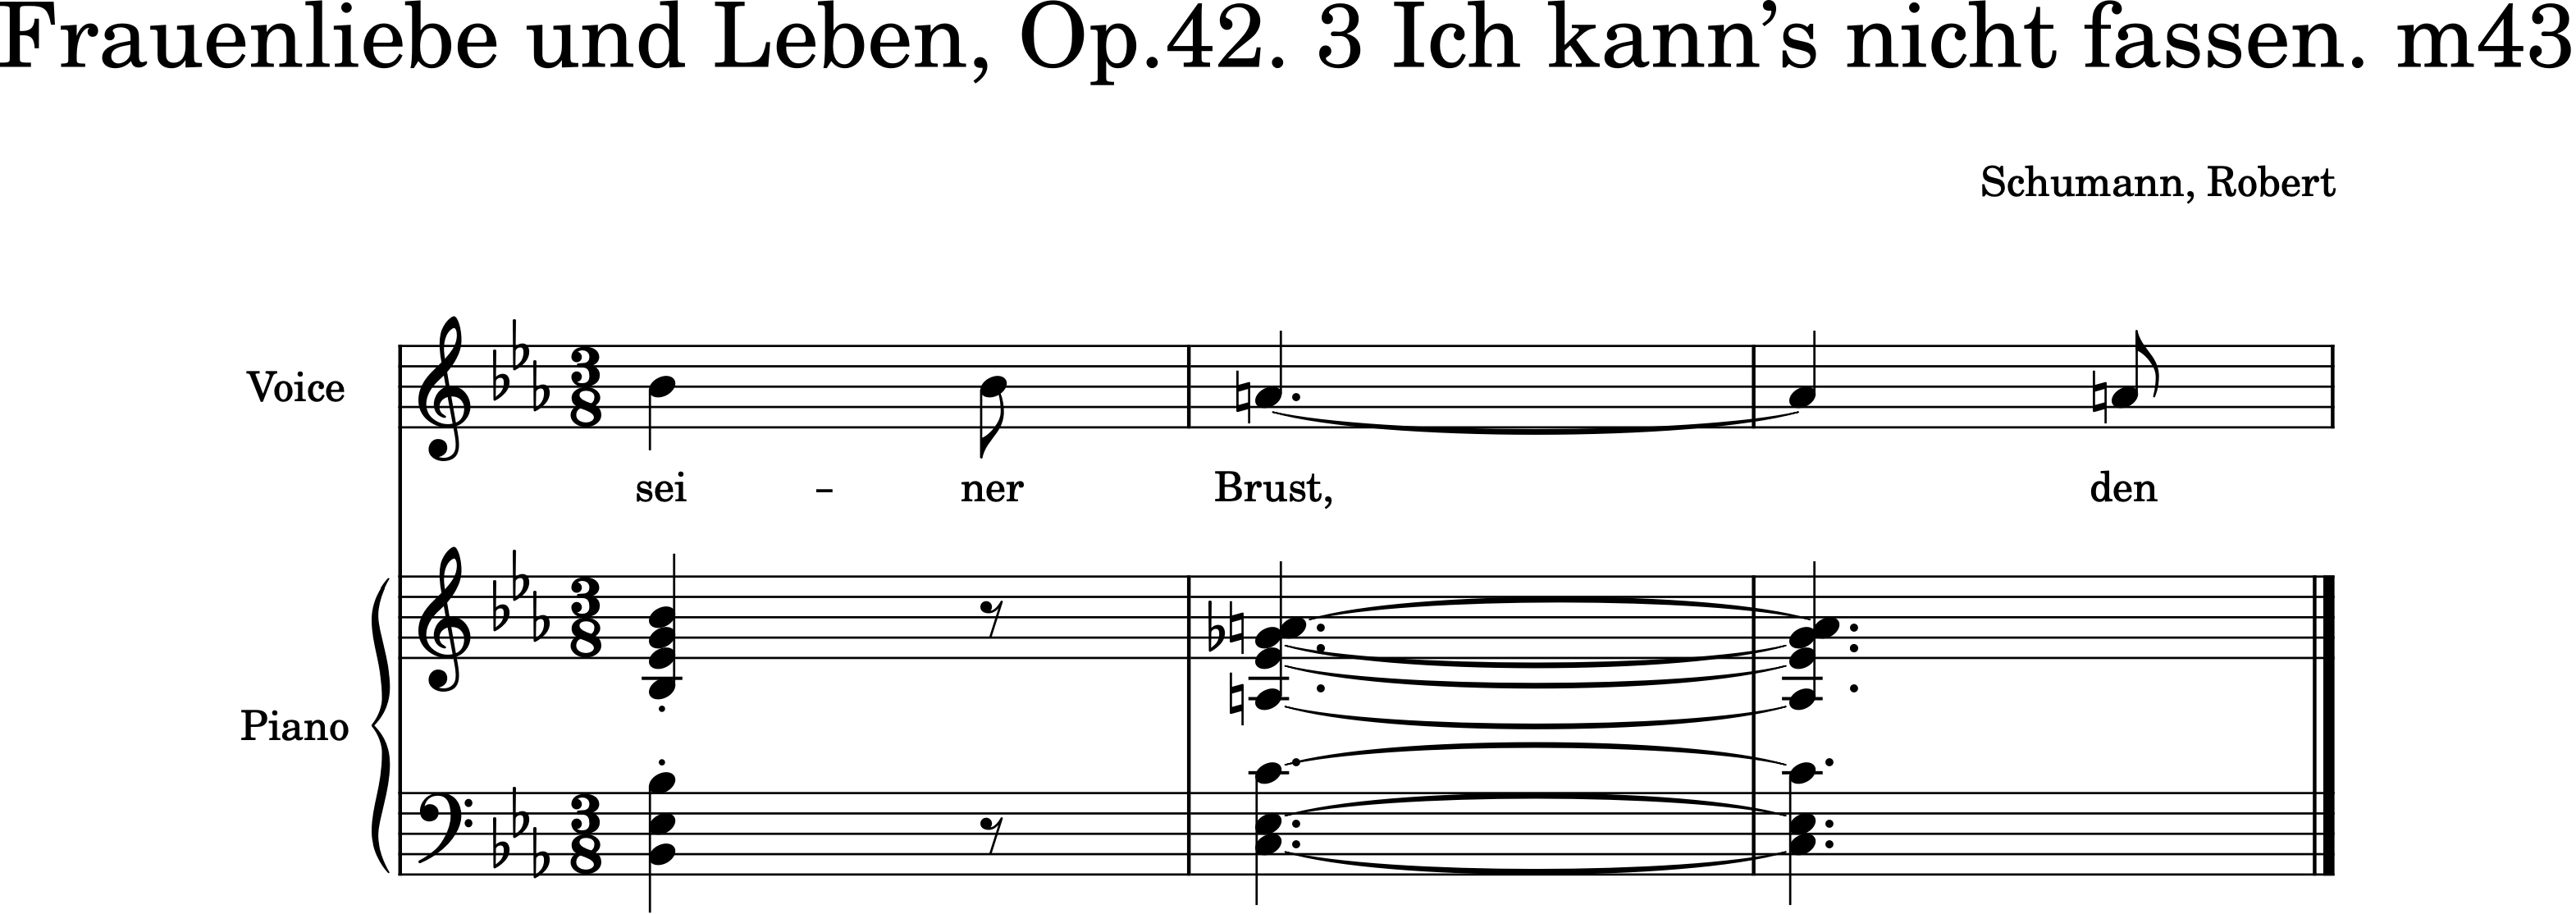 Frauenliebe und Leben, Op.42. 3 Ich kann’s nicht fassen. m43
Schumann, Robert
Voice
sei – ner Brust, den
Piano